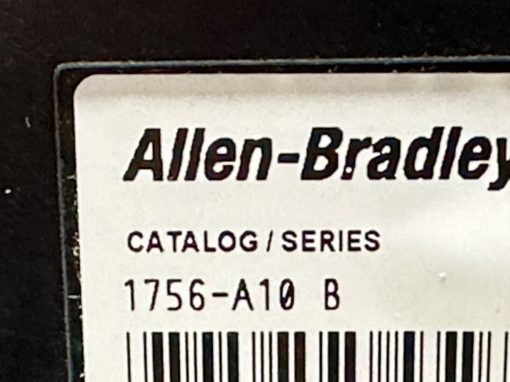 Allen-Bradley
CATALOG / SERIES
1756-A10 B